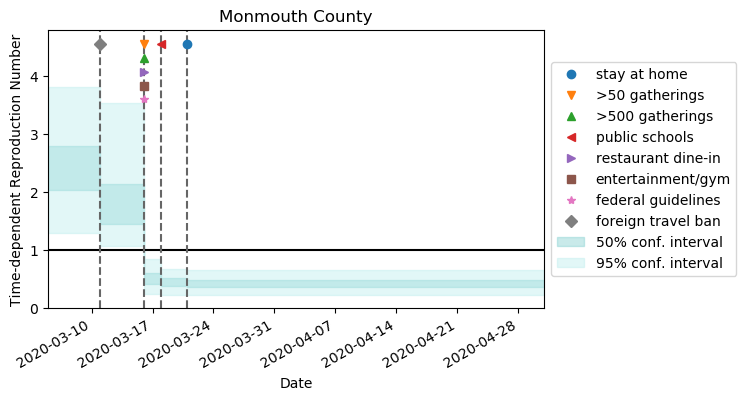 Monmouth County
Time-dependent Reproduction Number
4
3
2
1
0
2020-03-10
2020-03-17
2020-03-24
2020-03-31
2020-04-07
2020-04-14
2020-04-21
2020-04-28
Date
stay at home
>50 gatherings
>500 gatherings
public schools
restaurant dine-in
entertainment/gym
federal guidelines
foreign travel ban
50% conf. interval
95% conf. interval